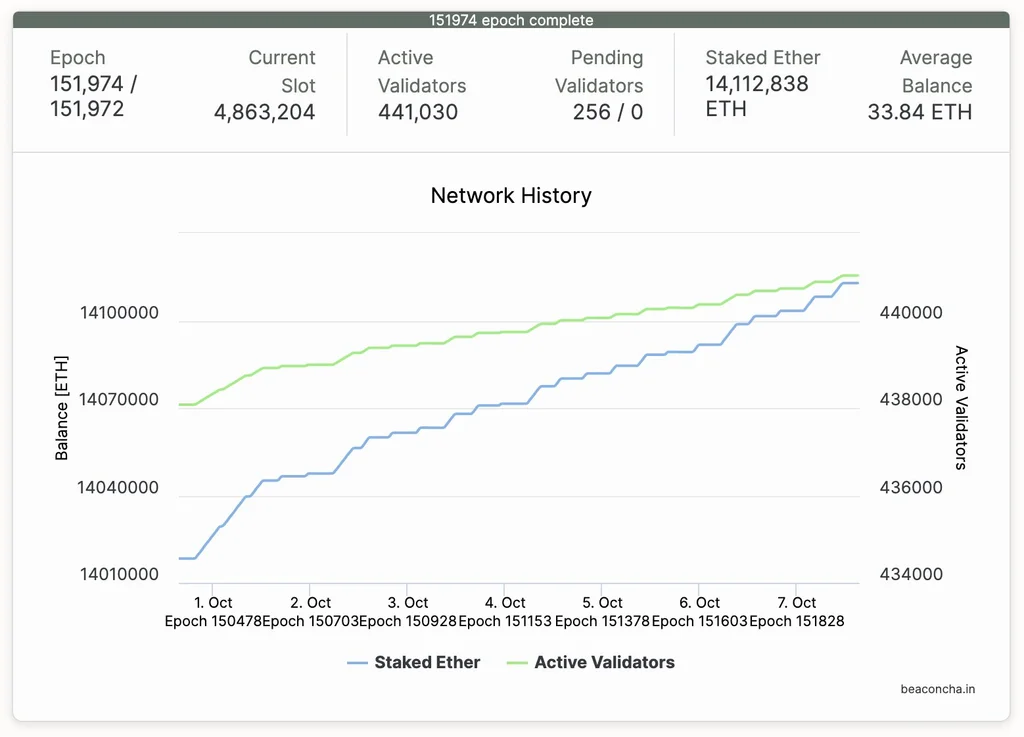 151974 epoch complete
Epoch
151,974 /
151,972
Current
Slot
4,863,204
Active
Validators
441,030
Pending
Validators
256 / 0
Staked Ether
14,112,838
ETH
Average
Balance
33.84 ETH
Network History
Balance [ETH]
14100000
14070000
14040000
14010000
440000
438000
436000
434000
Active Validators
1. Oct
Epoch 150478
2. Oct
Epoch 150703
3. Oct
Epoch 150928
4. Oct
Epoch 151153
5. Oct
Epoch 151378
6. Oct
Epoch 151603
7. Oct
Epoch 151828
Staked Ether
Active Validators
beaconcha.in